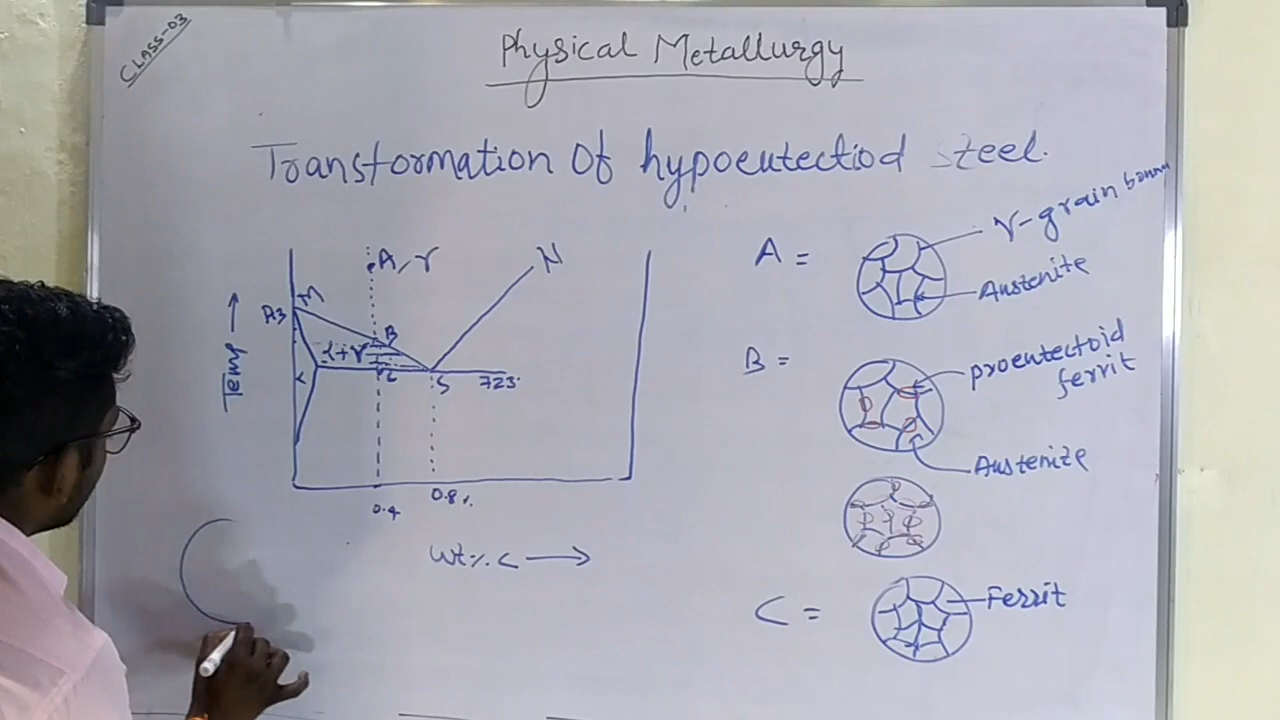 CLASS-03
Physical Metallurgy
Transformation Of hypoeutectiod steel.
A, γ
N
A3
M
B
α+γ
α
C
S
723°
Temp →
0.4
0.8%
wt% C →
A =
γ-grain boun
Austenite
B =
proeutectoid
ferrit
Austenite
C =
Ferrit